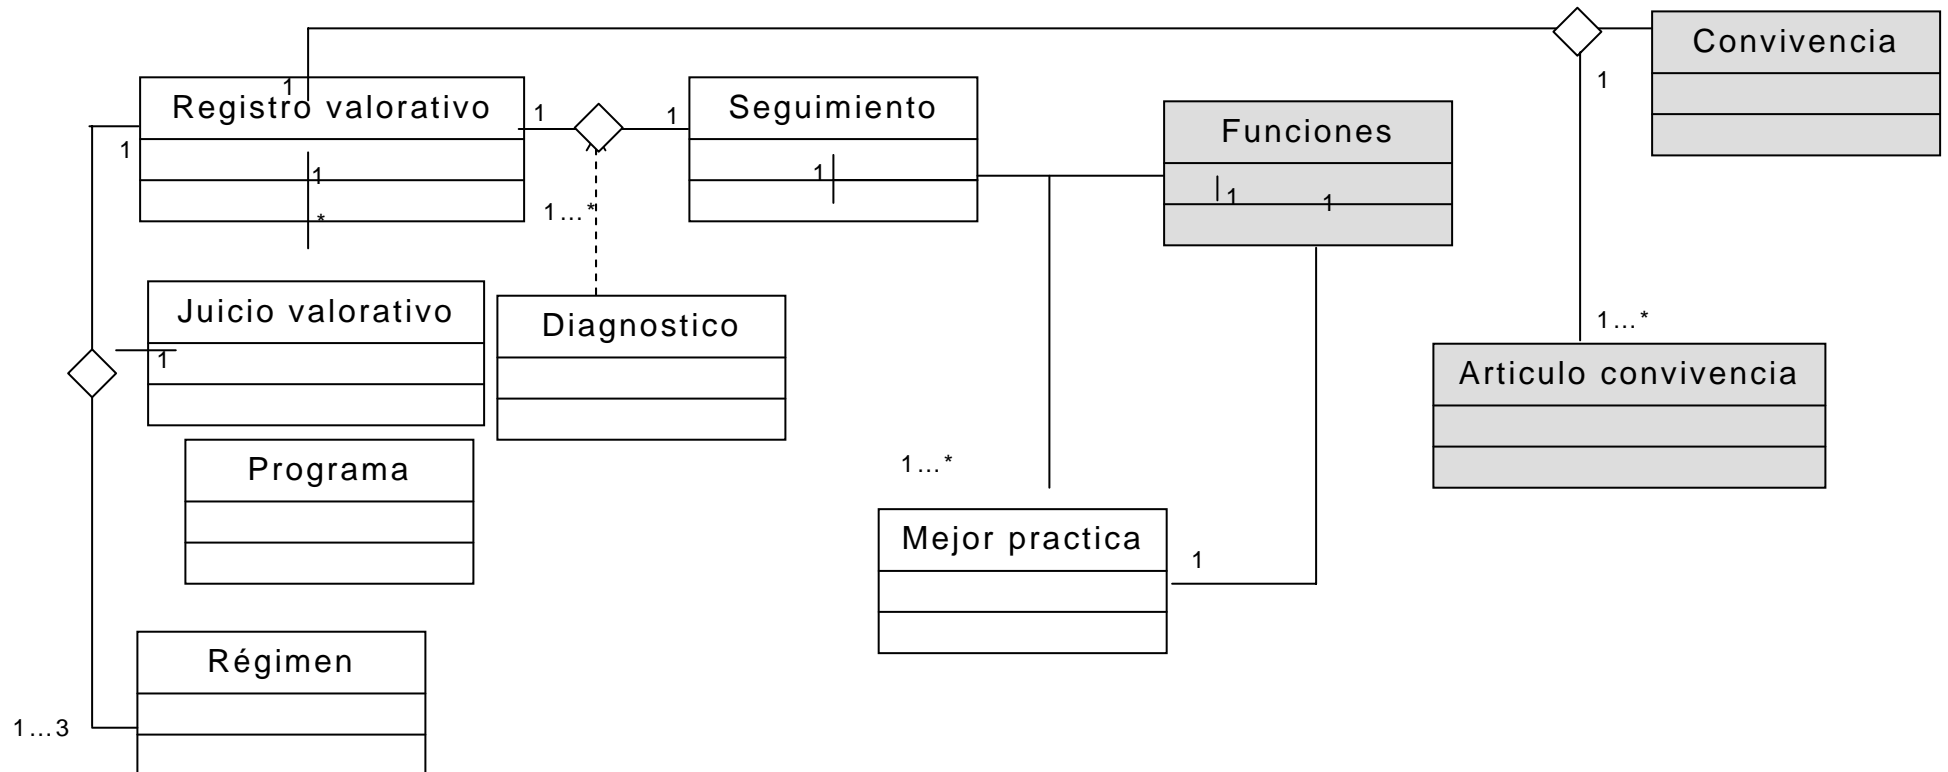 Convivencia
1
1
Registro valorativo
1
1
Seguimiento
Funciones
1
1
*
1...*
1
1
1
Juicio valorativo
1
Diagnostico
1...*
Articulo convivencia
Programa
1...*
Mejor practica
1
Régimen
1...3